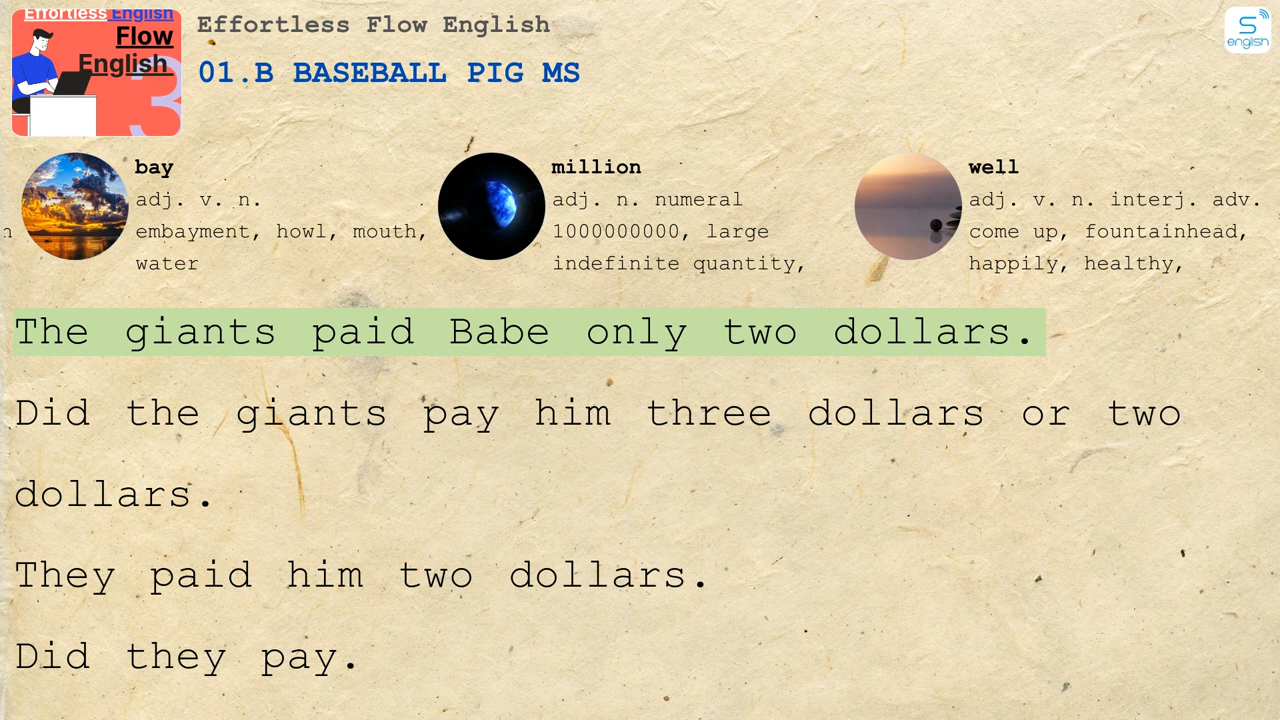 Effortless English
Flow
English
3
Effortless Flow English
01.B BASEBALL PIG MS
S
english
bay
adj. v. n.
embayment, howl, mouth,
water
million
adj. n. numeral
1000000000, large
indefinite quantity,
well
adj. v. n. interj. adv.
come up, fountainhead,
happily, healthy,
The giants paid Babe only two dollars.
Did the giants pay him three dollars or two
dollars.
They paid him two dollars.
Did they pay.